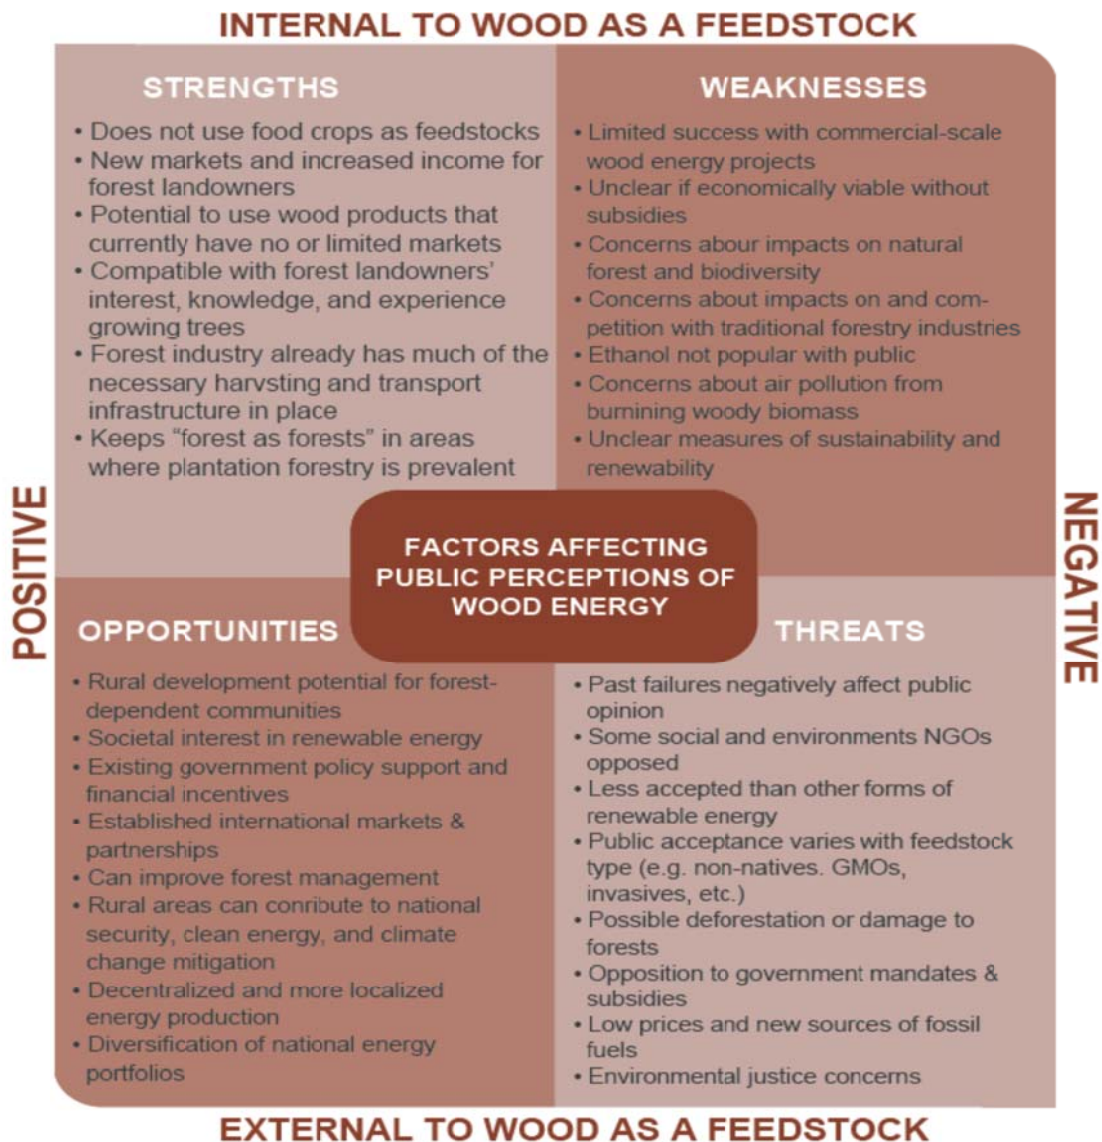 INTERNAL TO WOOD AS A FEEDSTOCK
STRENGTHS
• Does not use food crops as feedstocks
• New markets and increased income for
forest landowners
• Potential to use wood products that
currently have no or limited markets
• Compatible with forest landowners'
interest, knowledge, and experience
growing trees
• Forest industry already has much of the
necessary harvsting and transport
infrastructure in place
• Keeps “forest as forests” in areas
where plantation forestry is prevalent
WEAKNESSES
• Limited success with commercial-scale
wood energy projects
• Unclear if economically viable without
subsidies
• Concerns abour impacts on natural
forest and biodiversity
• Concerns about impacts on and com-
petition with traditional forestry industries
• Ethanol not popular with public
• Concerns about air pollution from
burnining woody biomass
• Unclear measures of sustainability and
renewability
POSITIVE
FACTORS AFFECTING
PUBLIC PERCEPTIONS OF
WOOD ENERGY
NEGATIVE
OPPORTUNITIES
• Rural development potential for forest-
dependent communities
• Societal interest in renewable energy
• Existing government policy support and
financial incentives
• Established international markets &
partnerships
• Can improve forest management
• Rural areas can conribute to national
security, clean energy, and climate
change mitigation
• Decentralized and more localized
energy production
• Diversification of national energy
portfolios
THREATS
• Past failures negatively affect public
opinion
• Some social and environments NGOs
opposed
• Less accepted than other forms of
renewable energy
• Public acceptance varies with feedstock
type (e.g. non-natives. GMOs,
invasives, etc.)
• Possible deforestation or damage to
forests
• Opposition to government mandates &
subsidies
• Low prices and new sources of fossil
fuels
• Environmental justice concerns
EXTERNAL TO WOOD AS A FEEDSTOCK